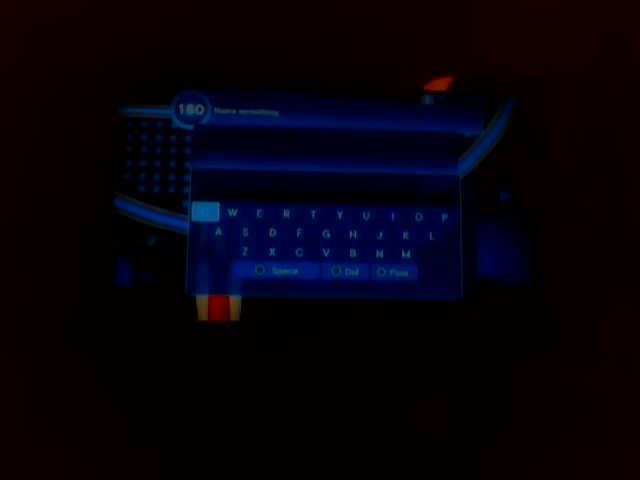 160 Name something
W E R T Y U I O P
A S D F G H J K L
Z X C V B N M
Space Del Pass